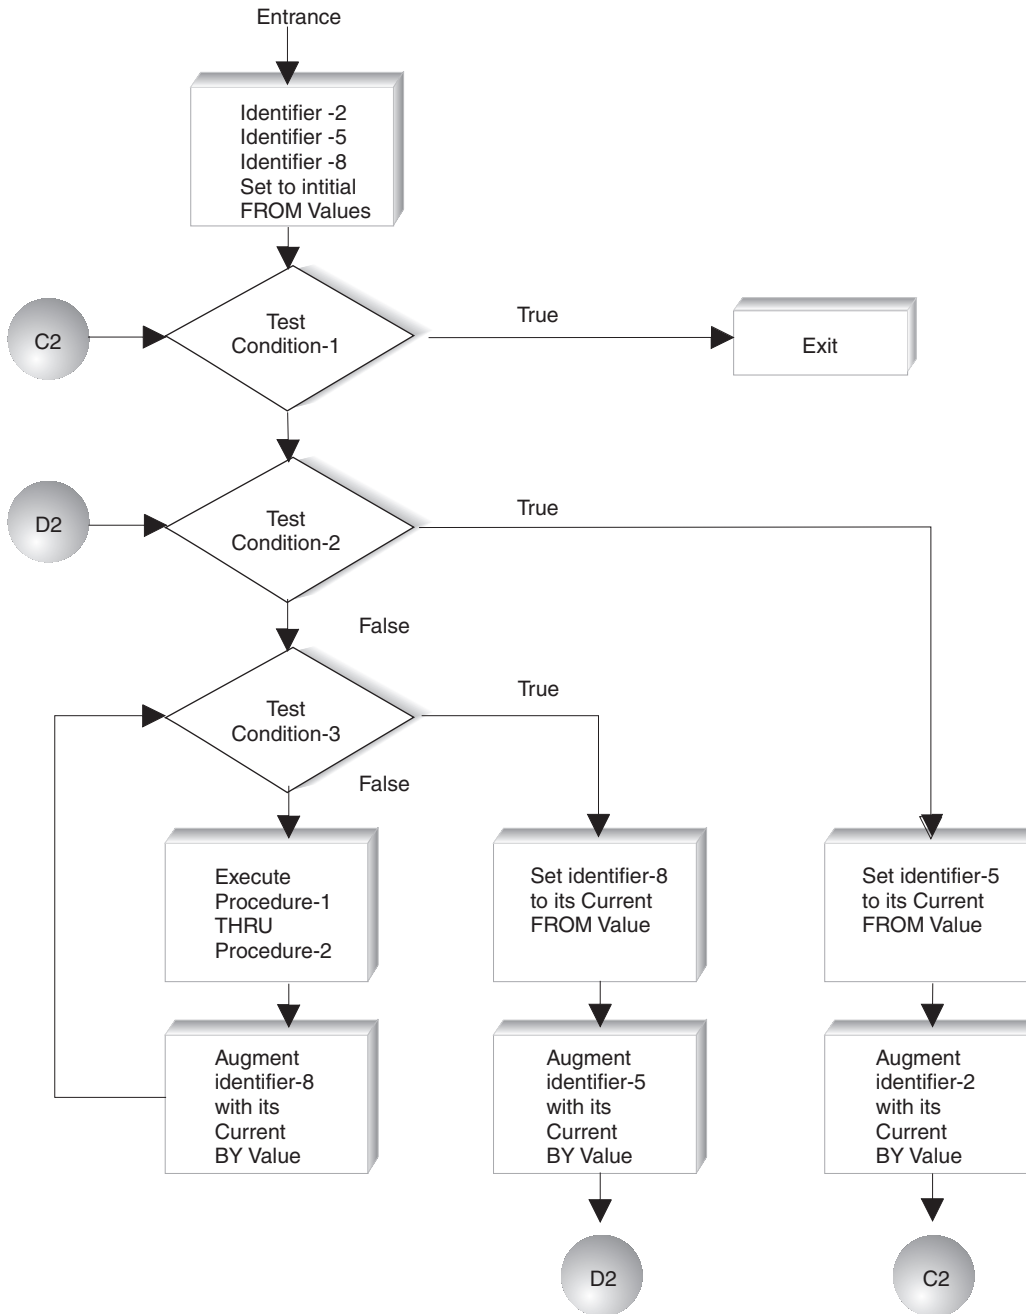 Entrance
Identifier -2
Identifier -5
Identifier -8
Set to intitial
FROM Values
C2
Test
Condition-1
True
Exit
D2
Test
Condition-2
True
False
Test
Condition-3
True
False
Execute
Procedure-1
THRU
Procedure-2
Set identifier-8
to its Current
FROM Value
Set identifier-5
to its Current
FROM Value
Augment
identifier-8
with its
Current
BY Value
Augment
identifier-5
with its
Current
BY Value
Augment
identifier-2
with its
Current
BY Value
D2
C2